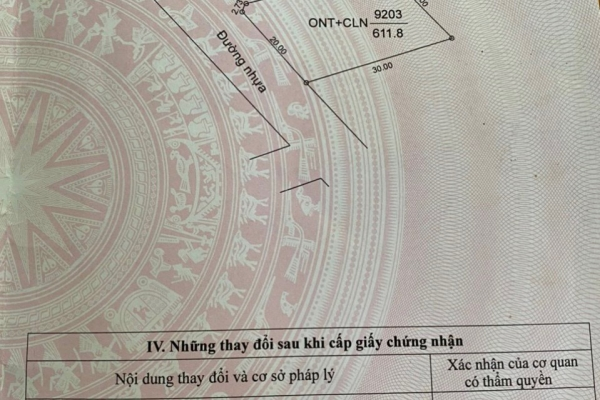 2.73
ONT+CLN 9203
611.8
20.00
30.00
Đường nhựa
IV. Những thay đổi sau khi cấp giấy chứng nhận
Nội dung thay đổi và cơ sở pháp lý
Xác nhận của cơ quan
có thẩm quyền